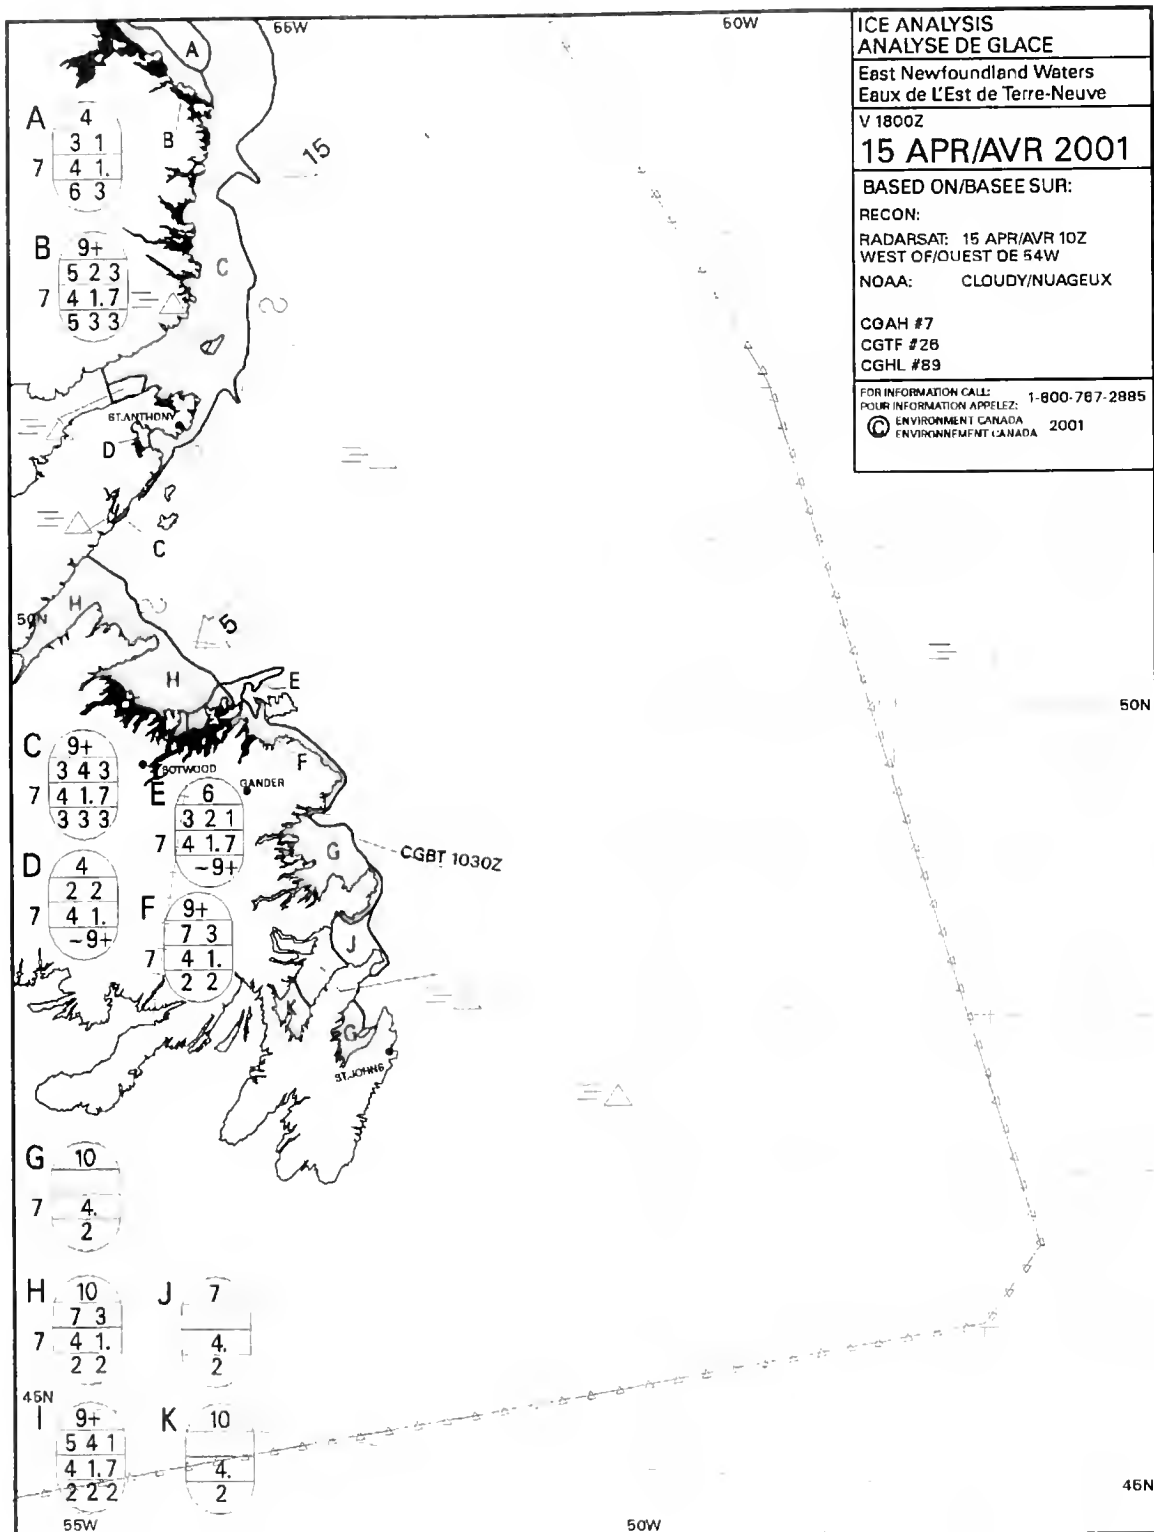 55W
60W
ICE ANALYSIS
ANALYSE DE GLACE
East Newfoundland Waters
Eaux de L'Est de Terre-Neuve
V 1800Z
15 APR/AVR 2001
BASED ON/BASEE SUR:
RECON:
RADARSAT: 15 APR/AVR 10Z
WEST OF/OUEST DE 54W
NOAA: CLOUDY/NUAGEUX
CGAH #7
CGTF #26
CGHL #89
FOR INFORMATION CALL:
POUR INFORMATION APPELEZ: 1-800-767-2885
© ENVIRONMENT CANADA
ENVIRONNEMENT CANADA 2001
A
A
4
3 1
7 4 1.
6 3
B
15
B
9+
5 2 3
7 4 1.7
5 3 3
C
2
ST.ANTHONY
D
C
H
50N
2
5
H
E
I
50N
C
9+
3 4 3
7 4 1.7
3 3 3
BOTWOOD
GANDER
F
E
6
3 2 1
7 4 1.7
~9+
G
CGBT 1030Z
D
4
2 2
7 4 1.
~9+
F
9+
7 3
7 4 1.
2 2
J
K
G
ST.JOHNS
G
10
7 4.
2
H
10
7 3
7 4 1.
2 2
J
7
4.
2
45N
I
9+
5 4 1
4 1.7
2 2 2
K
10
4.
2
45N
55W
50W